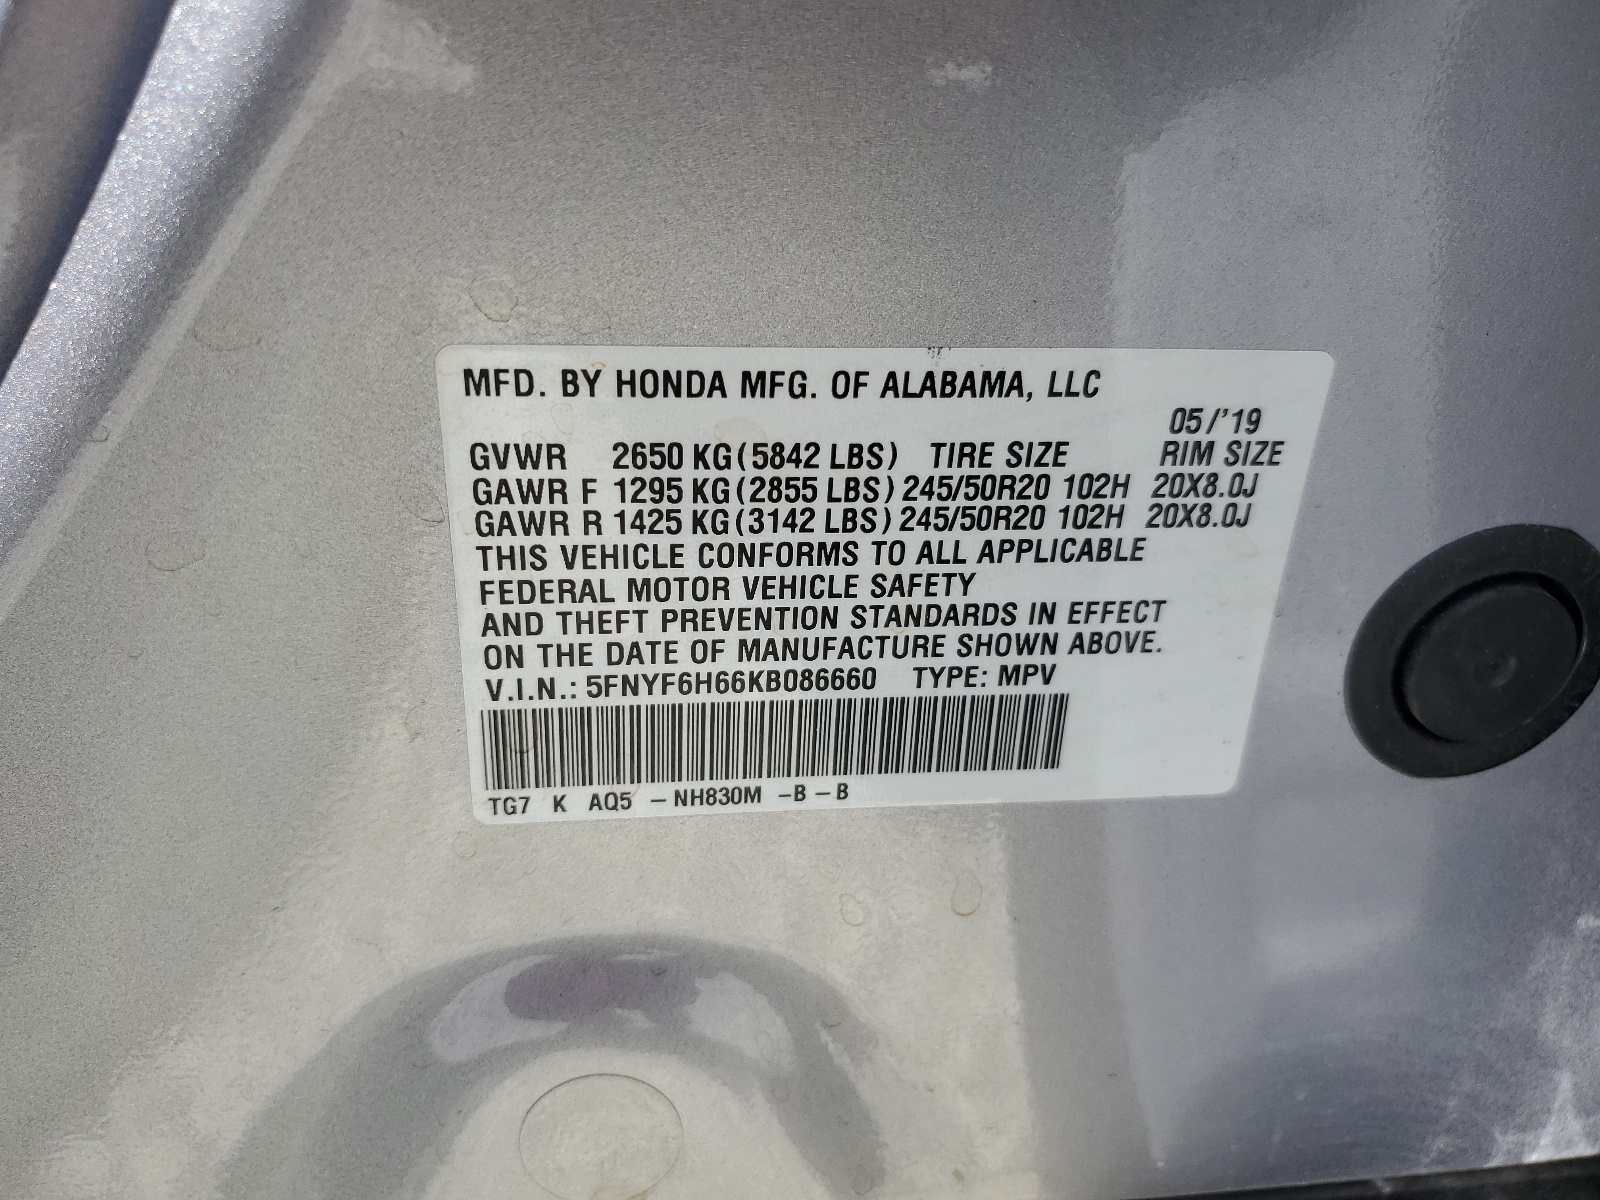 MFD. BY HONDA MFG. OF ALABAMA, LLC
05/'19
GVWR 2650 KG(5842 LBS) TIRE SIZE RIM SIZE
GAWR F 1295 KG(2855 LBS) 245/50R20 102H 20X8.0J
GAWR R 1425 KG(3142 LBS) 245/50R20 102H 20X8.0J
THIS VEHICLE CONFORMS TO ALL APPLICABLE
FEDERAL MOTOR VEHICLE SAFETY
AND THEFT PREVENTION STANDARDS IN EFFECT
ON THE DATE OF MANUFACTURE SHOWN ABOVE.
V.I.N.: 5FNYF6H66KB086660 TYPE: MPV
TG7 K AQ5 - NH830M -B - B